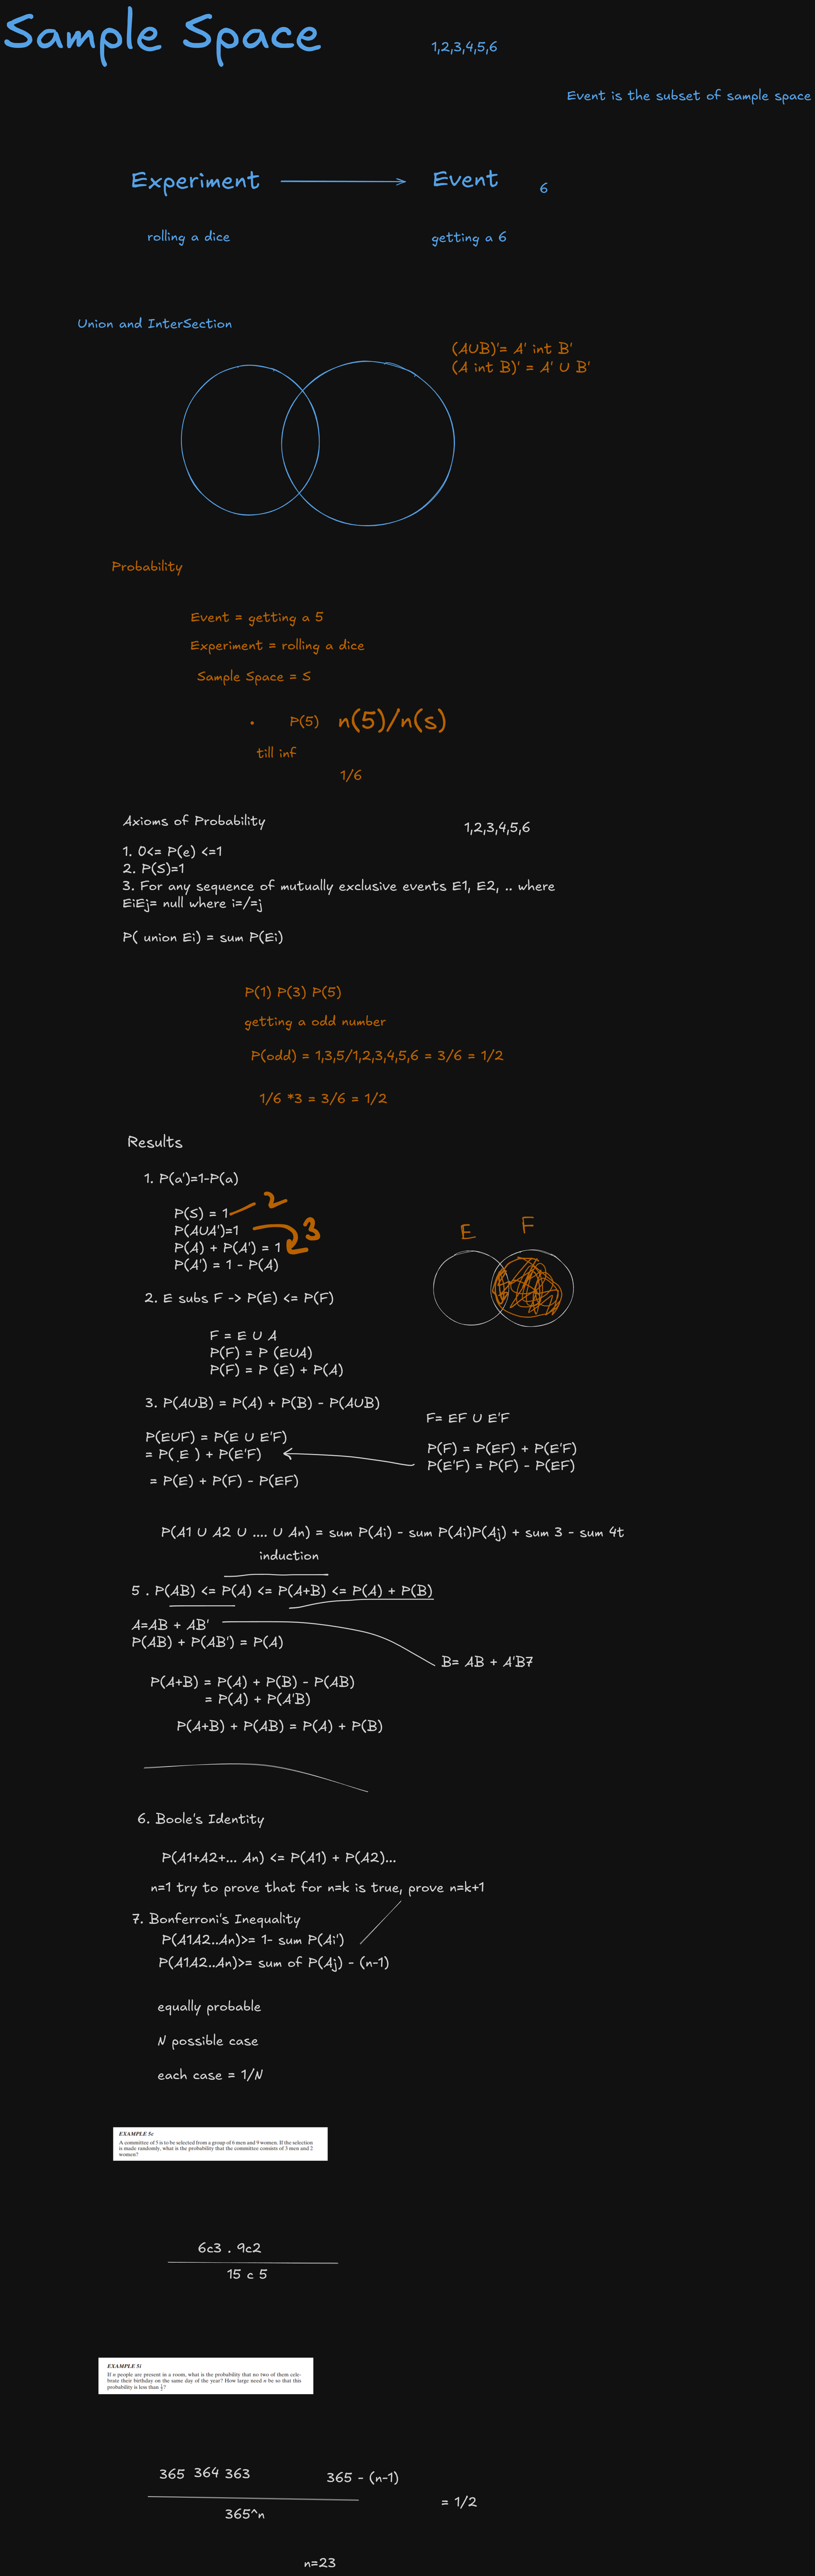 Sample Space
1,2,3,4,5,6
Event is the subset of sample space
Experiment
Event
6
rolling a dice
getting a 6
Union and InterSection
(AUB)'= A' int B'
(A int B)' = A' U B'
Probability
Event = getting a 5
Experiment = rolling a dice
Sample Space = S
P(5)
n(5)/n(s)
till inf
1/6
Axioms of Probability
1,2,3,4,5,6
1. 0<= P(e) <=1
2. P(S)=1
3. For any sequence of mutually exclusive events E1, E2, .. where
EiEj= null where i=/=j
P( union Ei) = sum P(Ei)
P(1) P(3) P(5)
getting a odd number
P(odd) = 1,3,5/1,2,3,4,5,6 = 3/6 = 1/2
1/6 *3 = 3/6 = 1/2
Results
1. P(a')=1-P(a)
P(S) = 1
2
P(AUA')=1
3
P(A) + P(A') = 1
P(A') = 1 - P(A)
E
F
2. E subs F -> P(E) <= P(F)
F = E U A
P(F) = P (EUA)
P(F) = P (E) + P(A)
3. P(AUB) = P(A) + P(B) - P(AUB)
P(EUF) = P(E U E'F)
= P( E ) + P(E'F)
= P(E) + P(F) - P(EF)
F= EF U E'F
P(F) = P(EF) + P(E'F)
P(E'F) = P(F) - P(EF)
P(A1 U A2 U .... U An) = sum P(Ai) - sum P(Ai)P(Aj) + sum 3 - sum 4t
induction
5 . P(AB) <= P(A) <= P(A+B) <= P(A) + P(B)
A=AB + AB'
P(AB) + P(AB') = P(A)
B= AB + A'B7
P(A+B) = P(A) + P(B) - P(AB)
= P(A) + P(A'B)
P(A+B) + P(AB) = P(A) + P(B)
6. Boole's Identity
P(A1+A2+... An) <= P(A1) + P(A2)...
n=1 try to prove that for n=k is true, prove n=k+1
7. Bonferroni's Inequality
P(A1A2..An)>= 1- sum P(Ai')
P(A1A2..An)>= sum of P(Aj) - (n-1)
equally probable
N possible case
each case = 1/N
EXAMPLE 5c
A committee of 5 is to be selected from a group of 6 men and 9 women. If the selection
is made randomly, what is the probability that the committee consists of 3 men and 2
women?
6c3 . 9c2
15 c 5
EXAMPLE 5i
If n people are present in a room, what is the probability that no two of them cele-
brate their birthday on the same day of the year? How large need n be so that this
probability is less than 1/2?
365 364 363
365 - (n-1)
365^n
= 1/2
n=23